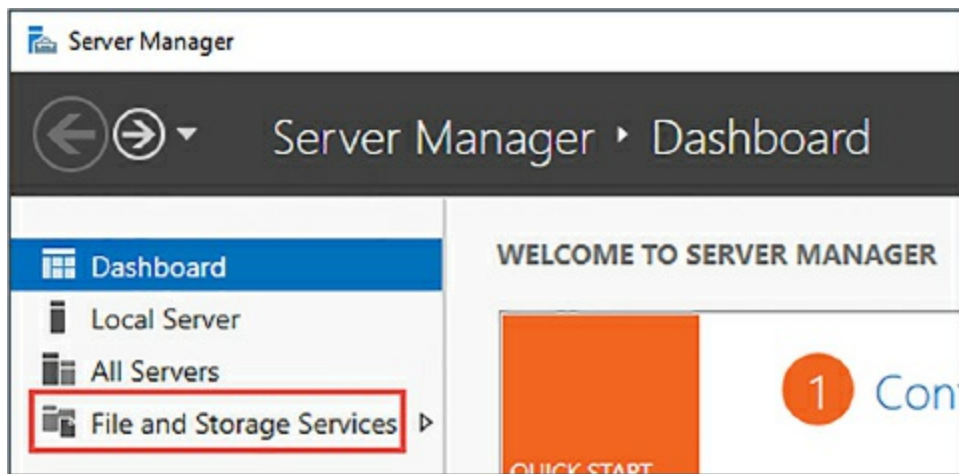 Server Manager
Server Manager ‣ Dashboard
Dashboard
Local Server
All Servers
File and Storage Services
WELCOME TO SERVER MANAGER
1
QUICK START